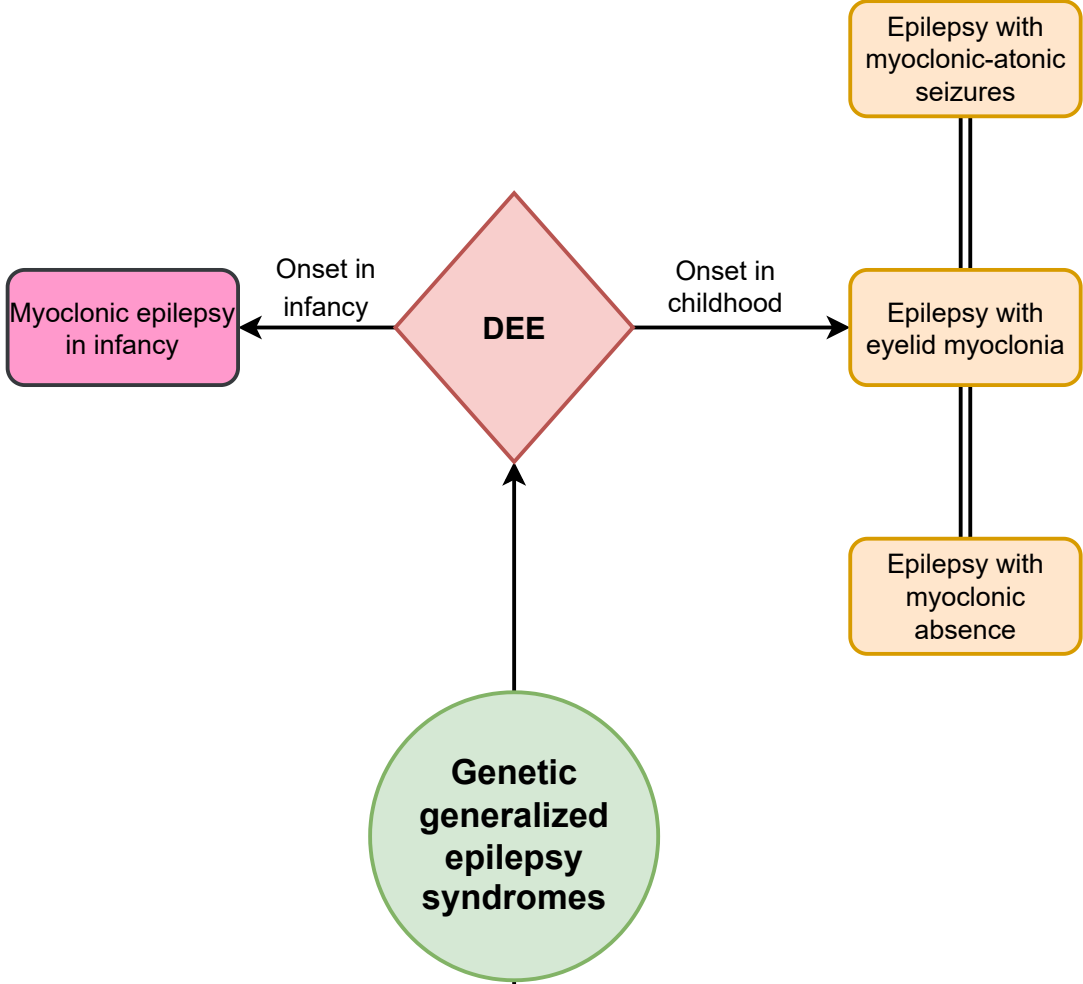 Epilepsy with
myoclonic-atonic
seizures
Onset in
infancy
Onset in
childhood
Myoclonic epilepsy
in infancy
DEE
Epilepsy with
eyelid myoclonia
Epilepsy with
myoclonic
absence
Genetic
generalized
epilepsy
syndromes